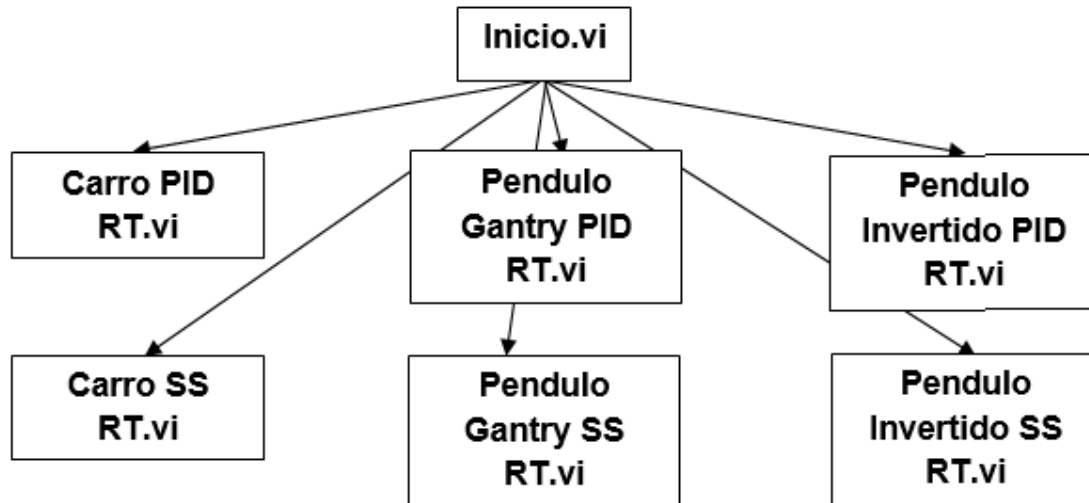 Inicio.vi
Carro PID
RT.vi
Pendulo
Gantry PID
RT.vi
Pendulo
Invertido PID
RT.vi
Carro SS
RT.vi
Pendulo
Gantry SS
RT.vi
Pendulo
Invertido SS
RT.vi